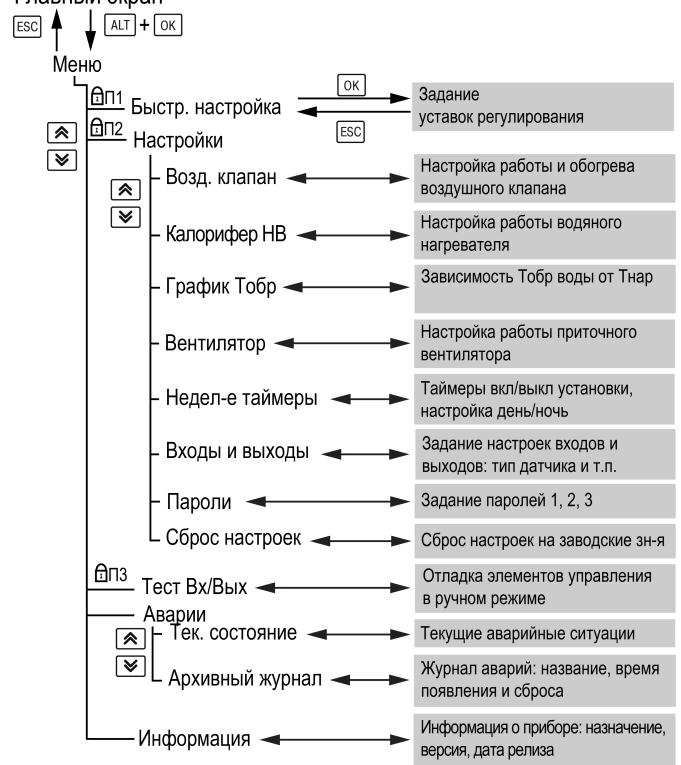 Главный экран
ESC ALT + OK
Меню
П1 Быстр. настройка OK ESC Задание
уставок регулирования
П2 Настройки
Возд. клапан Настройка работы и обогрева
воздушного клапана
Калорифер НВ Настройка работы водяного
нагревателя
График Тобр Зависимость Тобр воды от Тнар
Вентилятор Настройка работы приточного
вентилятора
Недел-е таймеры Таймеры вкл/выкл установки,
настройка день/ночь
Входы и выходы Задание настроек входов и
выходов: тип датчика и т.п.
Пароли Задание паролей 1, 2, 3
Сброс настроек Сброс настроек на заводские зн-я
П3 Тест Вх/Вых Отладка элементов управления
в ручном режиме
Аварии
Тек. состояние Текущие аварийные ситуации
Архивный журнал Журнал аварий: название, время
появления и сброса
Информация Информация о приборе: назначение,
версия, дата релиза